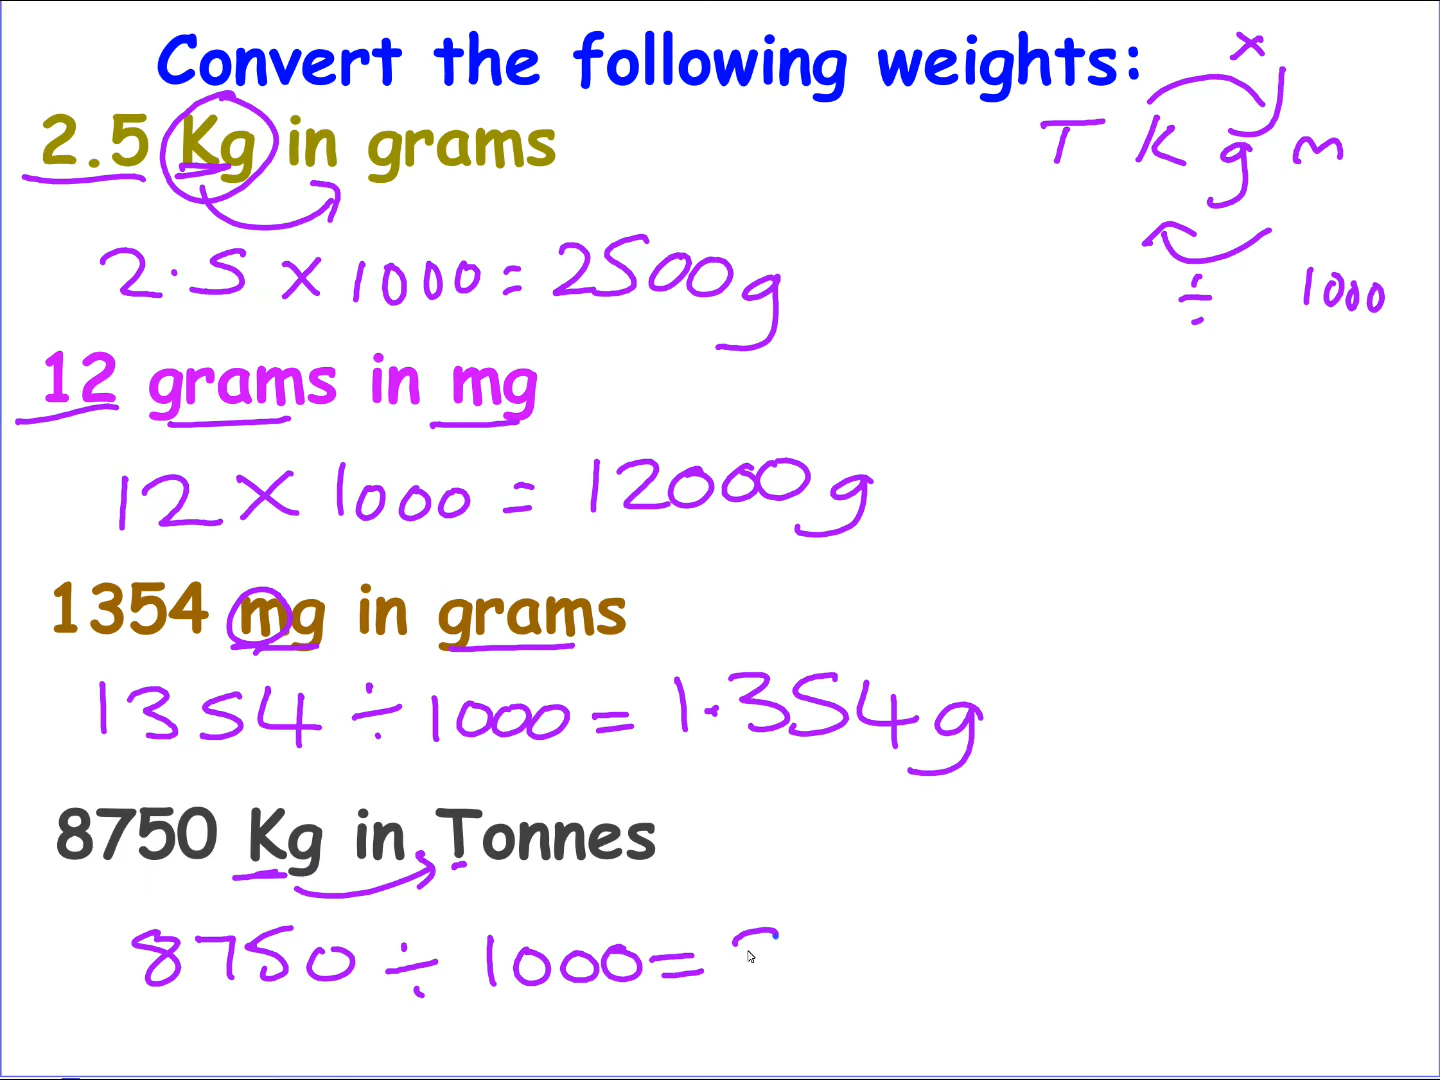 Convert the following weights:
x
2.5 Kg in grams
T K g m
2.5 x 1000 = 2500g
÷ 1000
12 grams in mg
12 x 1000 = 12000g
1354 mg in grams
1354 ÷ 1000 = 1.354g
8750 Kg in Tonnes
8750 ÷ 1000 =